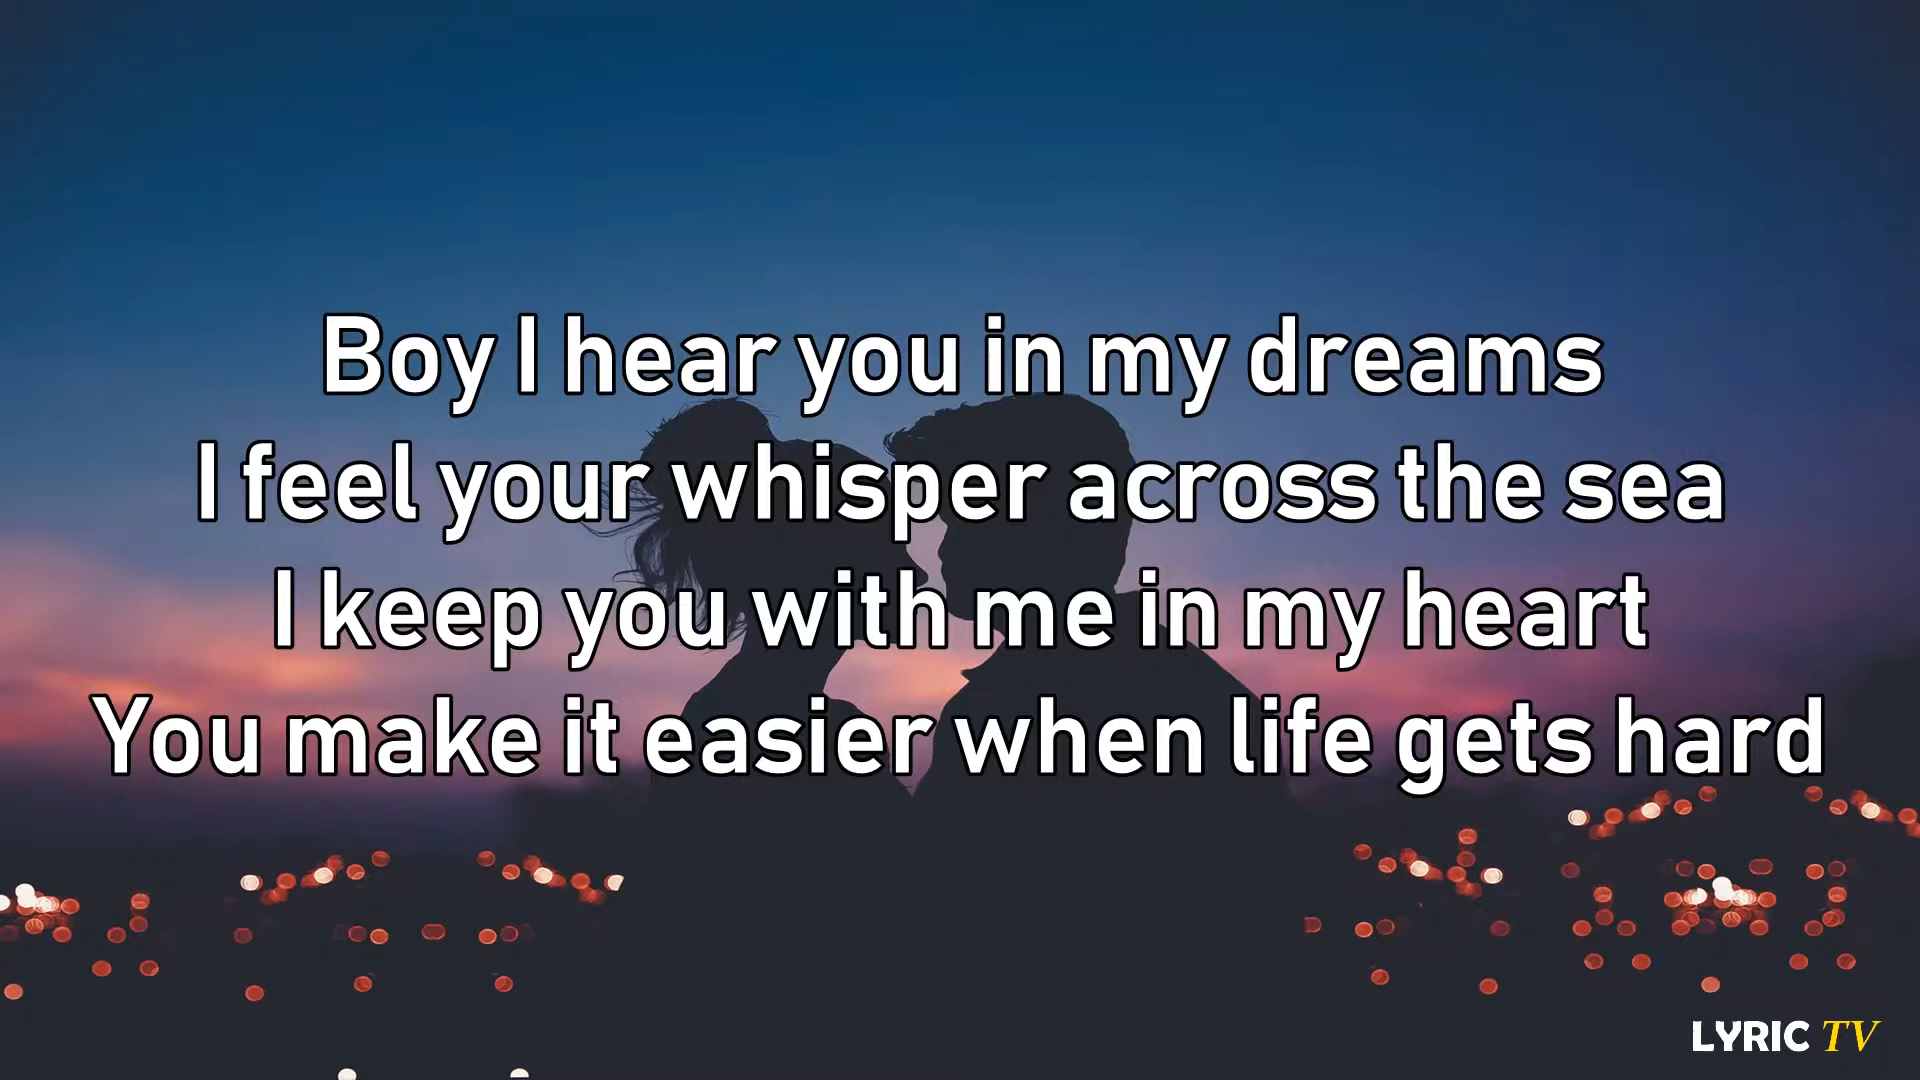 Boy I hear you in my dreams
I feel your whisper across the sea
I keep you with me in my heart
You make it easier when life gets hard
LYRIC TV